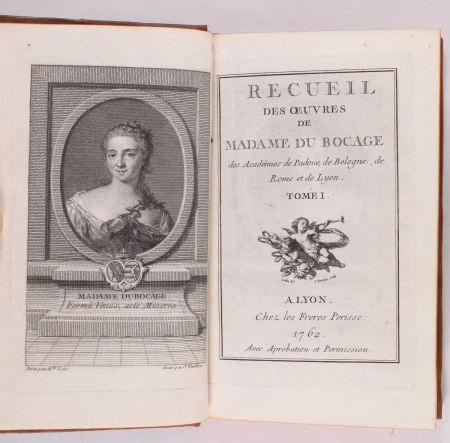 MADAME DU BOCAGE
Forma Venus, arte Minerva
RECUEIL
DES ŒUVRES
DE
MADAME DU BOCAGE
des Académies de Padoue, de Bologne, de
Rome et de Lyon.
TOME I.
A LYON.
Chez les Freres Perisse
1762.
Avec Aprobation et Permission.